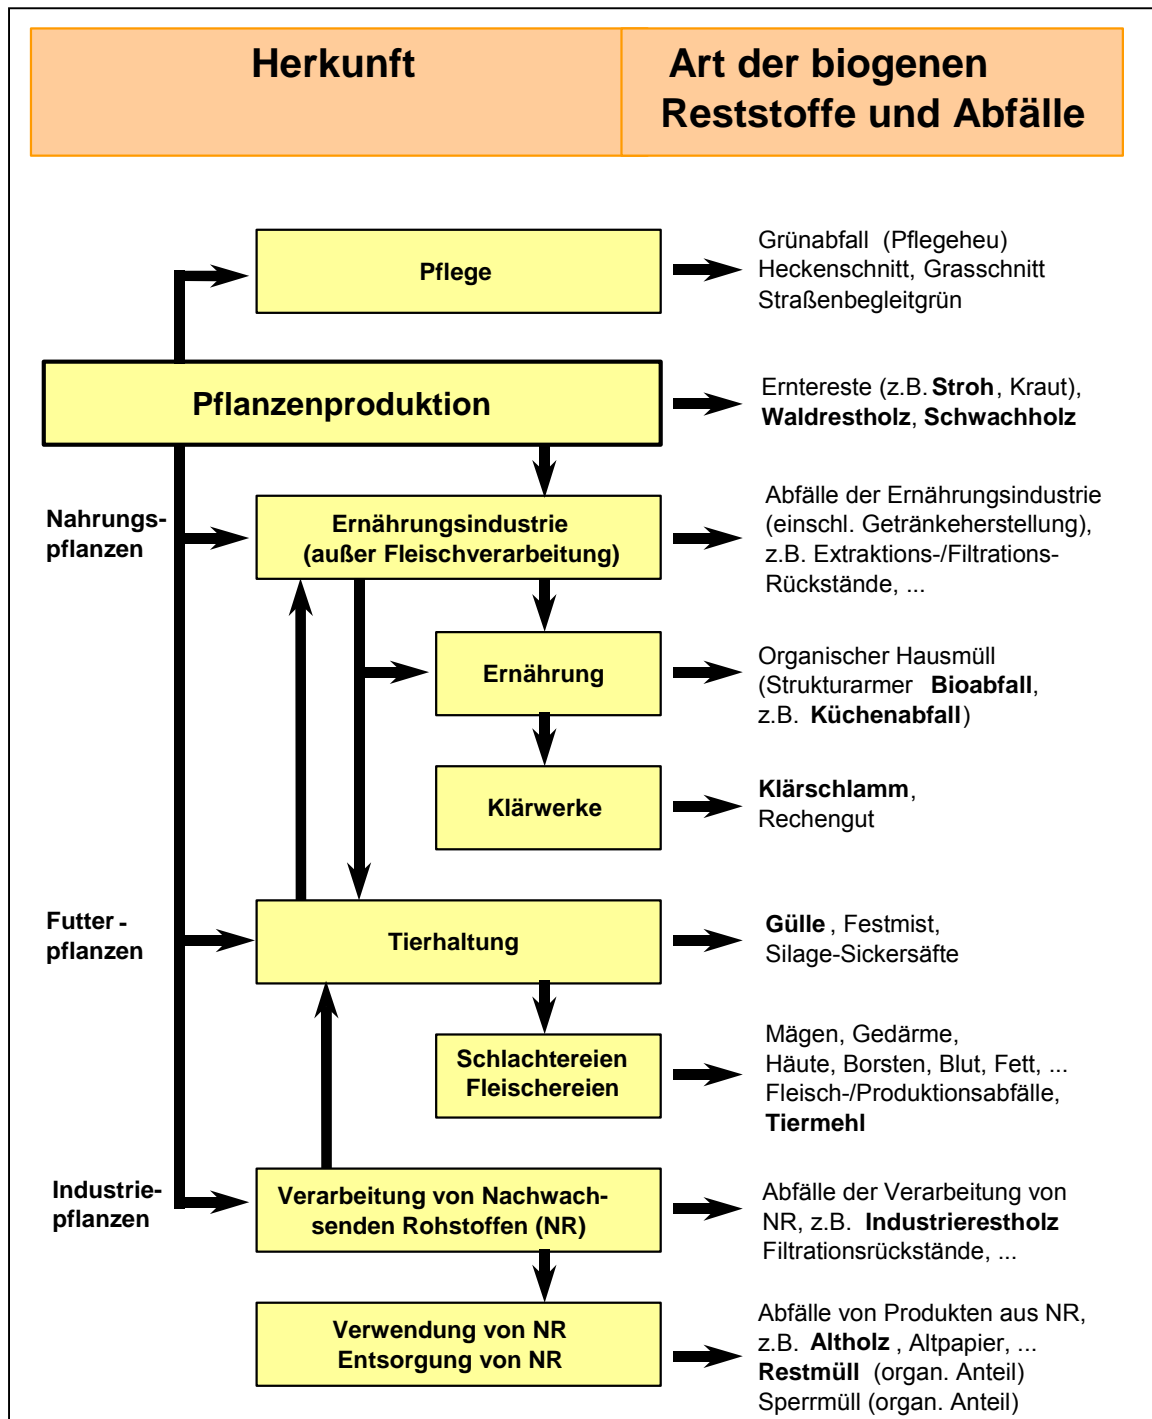 Herkunft
Art der biogenen
Reststoffe und Abfälle
Pflege
Grünabfall (Pflegeheu)
Heckenschnitt, Grasschnitt
Straßenbegleitgrün
Pflanzenproduktion
Erntereste (z.B. Stroh, Kraut),
Waldrestholz, Schwachholz
Nahrungs-
pflanzen
Ernährungsindustrie
(außer Fleischverarbeitung)
Abfälle der Ernährungsindustrie
(einschl. Getränkeherstellung),
z.B. Extraktions-/Filtrations-
Rückstände, ...
Ernährung
Organischer Hausmüll
(Strukturarmer Bioabfall,
z.B. Küchenabfall)
Klärwerke
Klärschlamm,
Rechengut
Futter -
pflanzen
Tierhaltung
Gülle , Festmist,
Silage-Sickersäfte
Schlachtereien
Fleischereien
Mägen, Gedärme,
Häute, Borsten, Blut, Fett, ...
Fleisch-/Produktionsabfälle,
Tiermehl
Industrie-
pflanzen
Verarbeitung von Nachwach-
senden Rohstoffen (NR)
Abfälle der Verarbeitung von
NR, z.B. Industrierestholz
Filtrationsrückstände, ...
Verwendung von NR
Entsorgung von NR
Abfälle von Produkten aus NR,
z.B. Altholz , Altpapier, ...
Restmüll (organ. Anteil)
Sperrmüll (organ. Anteil)